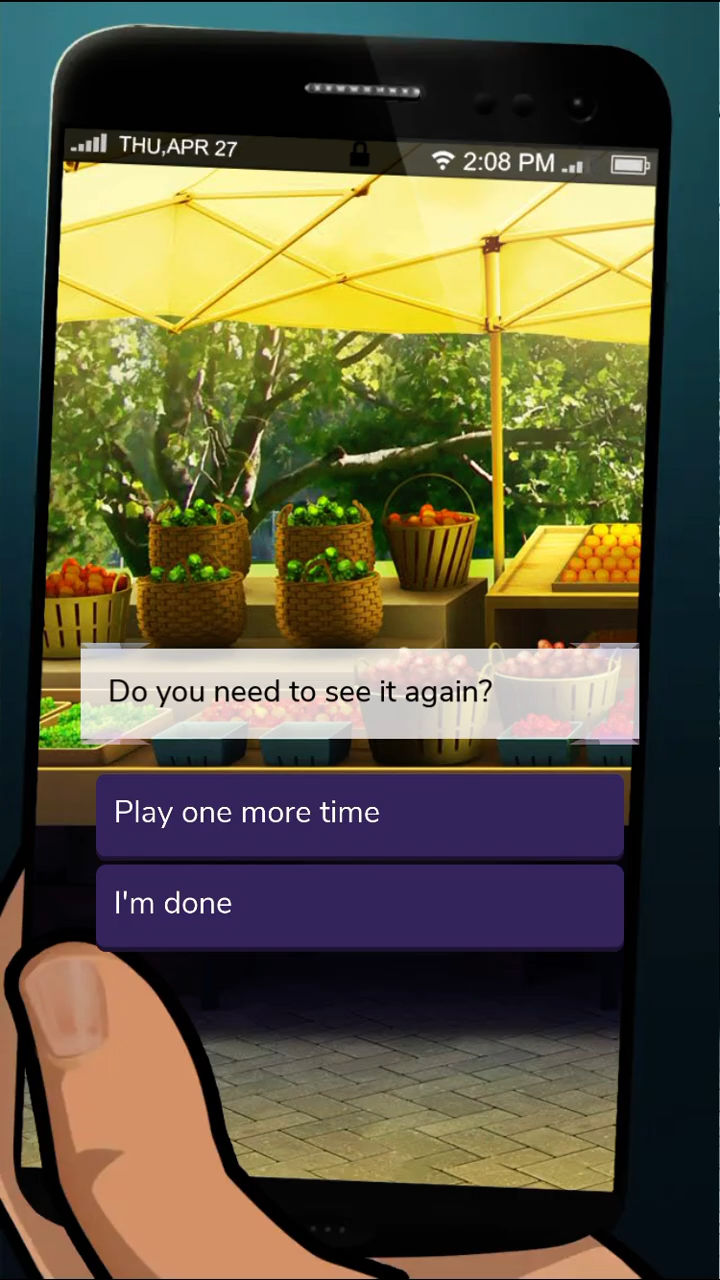 THU,APR 27
2:08 PM
Do you need to see it again?
Play one more time
I'm done